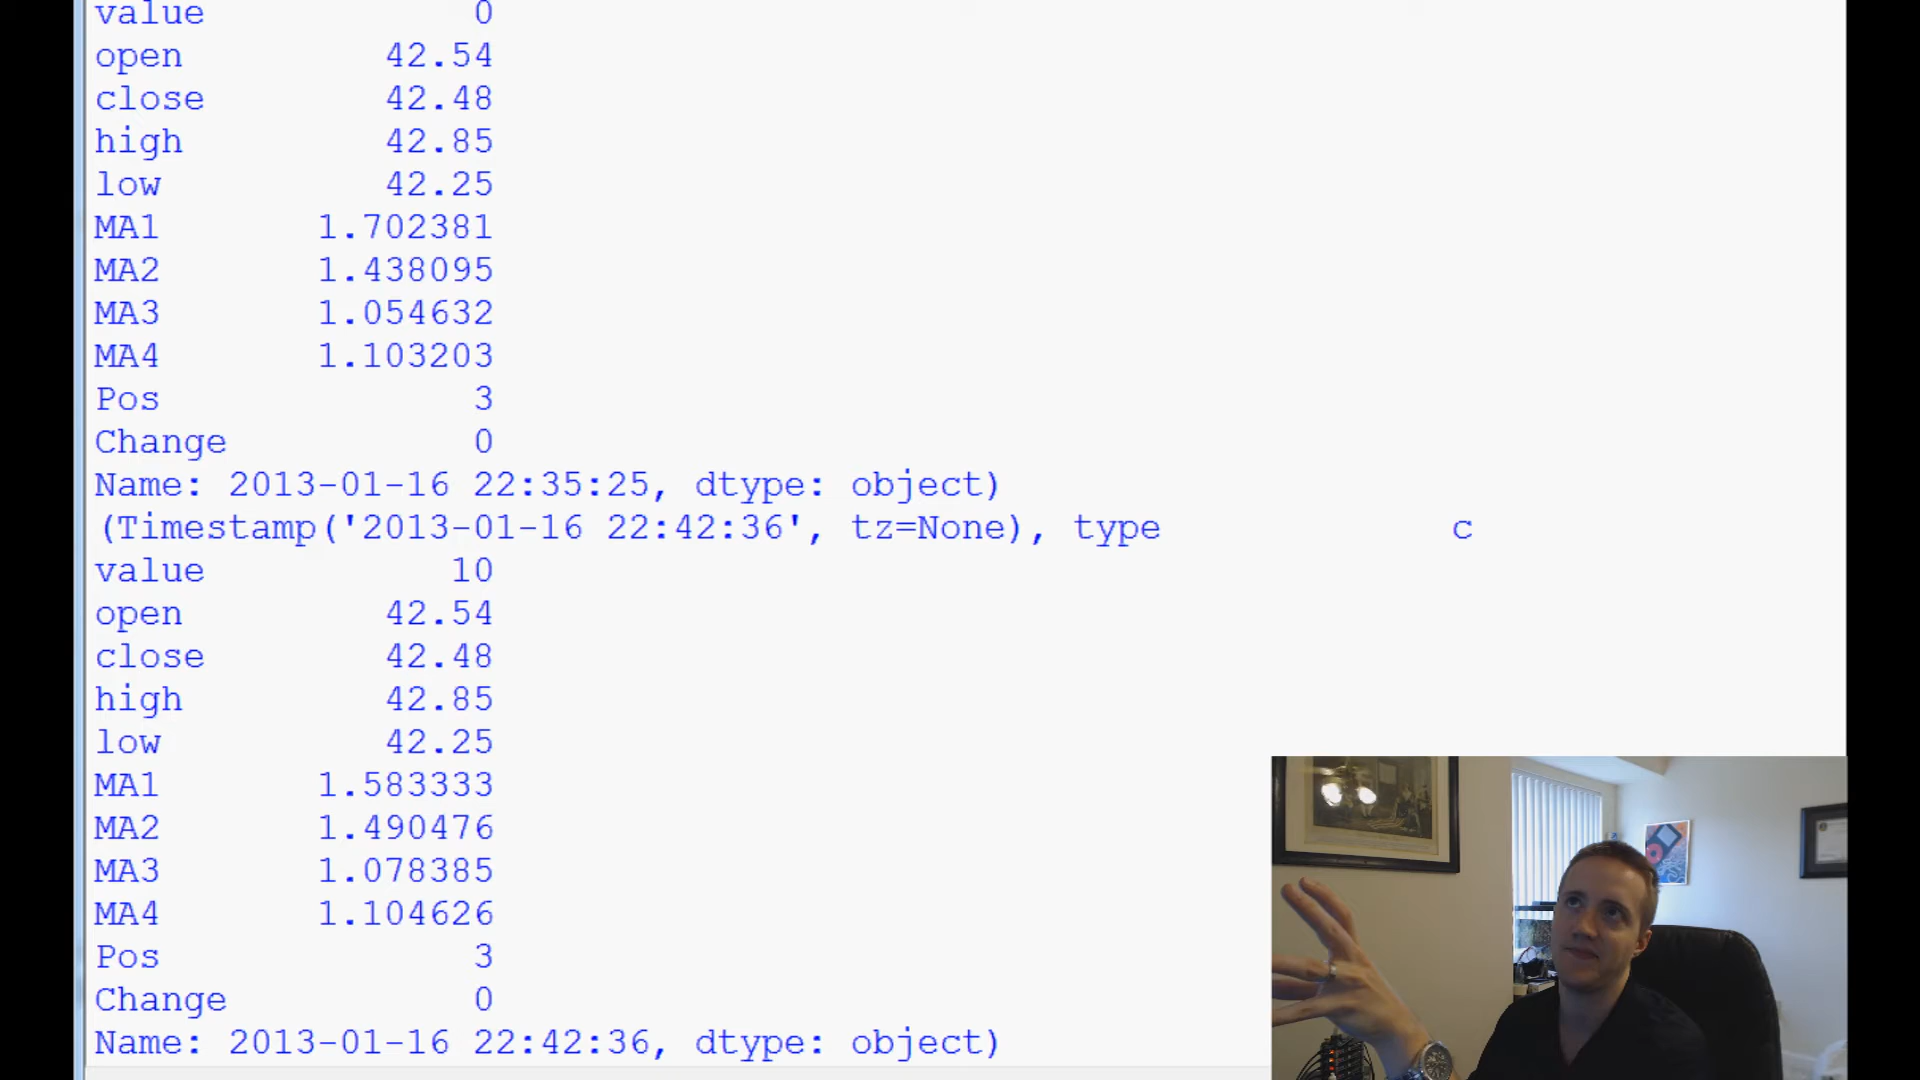 value 0
open 42.54
close 42.48
high 42.85
low 42.25
MA1 1.702381
MA2 1.438095
MA3 1.054632
MA4 1.103203
Pos 3
Change 0
Name: 2013-01-16 22:35:25, dtype: object)
(Timestamp('2013-01-16 22:42:36', tz=None), type c
value 10
open 42.54
close 42.48
high 42.85
low 42.25
MA1 1.583333
MA2 1.490476
MA3 1.078385
MA4 1.104626
Pos 3
Change 0
Name: 2013-01-16 22:42:36, dtype: object)